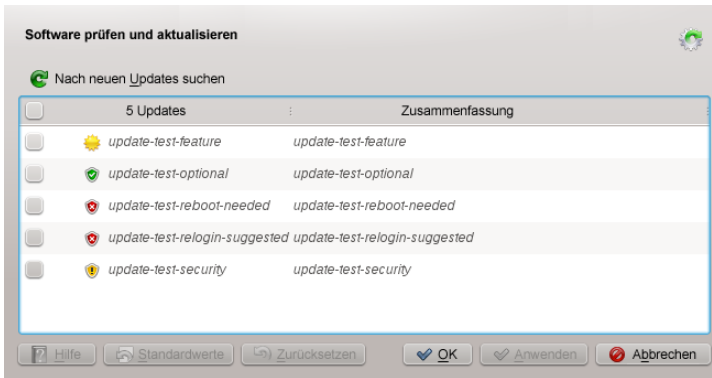 Software prüfen und aktualisieren
Nach neuen Updates suchen
5 Updates Zusammenfassung
update-test-feature update-test-feature
update-test-optional update-test-optional
update-test-reboot-needed update-test-reboot-needed
update-test-relogin-suggested update-test-relogin-suggested
update-test-security update-test-security
Hilfe Standardwerte Zurücksetzen OK Anwenden Abbrechen